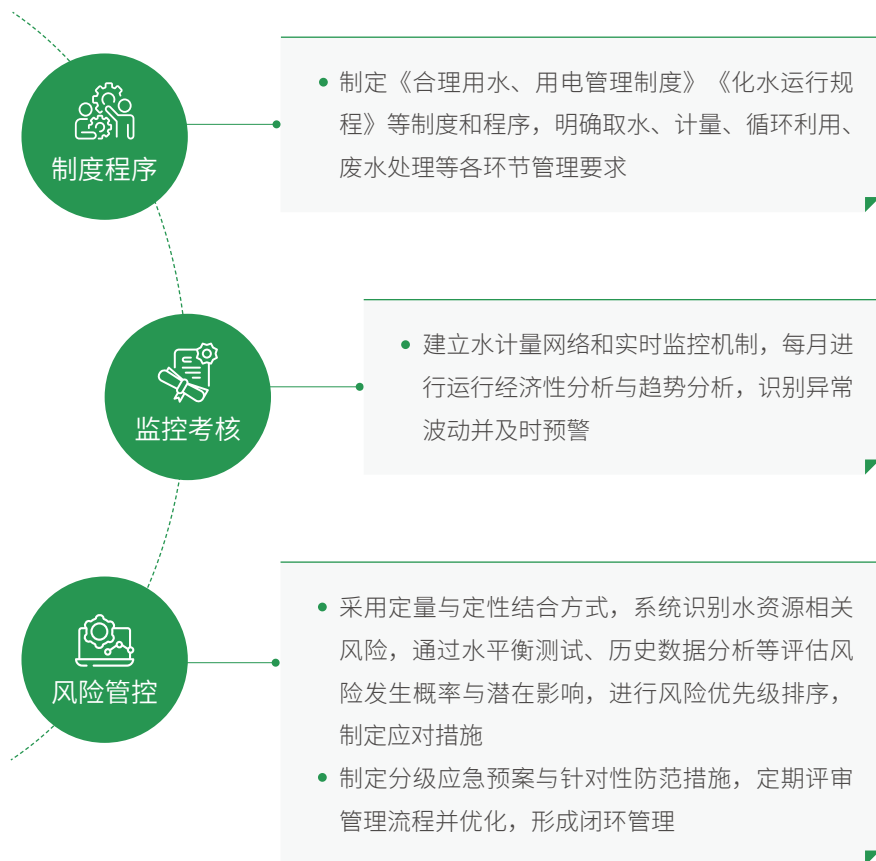 制度程序
• 制定《合理用水、用电管理制度》《化水运行规
程》等制度和程序，明确取水、计量、循环利用、
废水处理等各环节管理要求
监控考核
• 建立水计量网络和实时监控机制，每月进
行运行经济性分析与趋势分析，识别异常
波动并及时预警
风险管控
• 采用定量与定性结合方式，系统识别水资源相关
风险，通过水平衡测试、历史数据分析等评估风
险发生概率与潜在影响，进行风险优先级排序，
制定应对措施
• 制定分级应急预案与针对性防范措施，定期评审
管理流程并优化，形成闭环管理